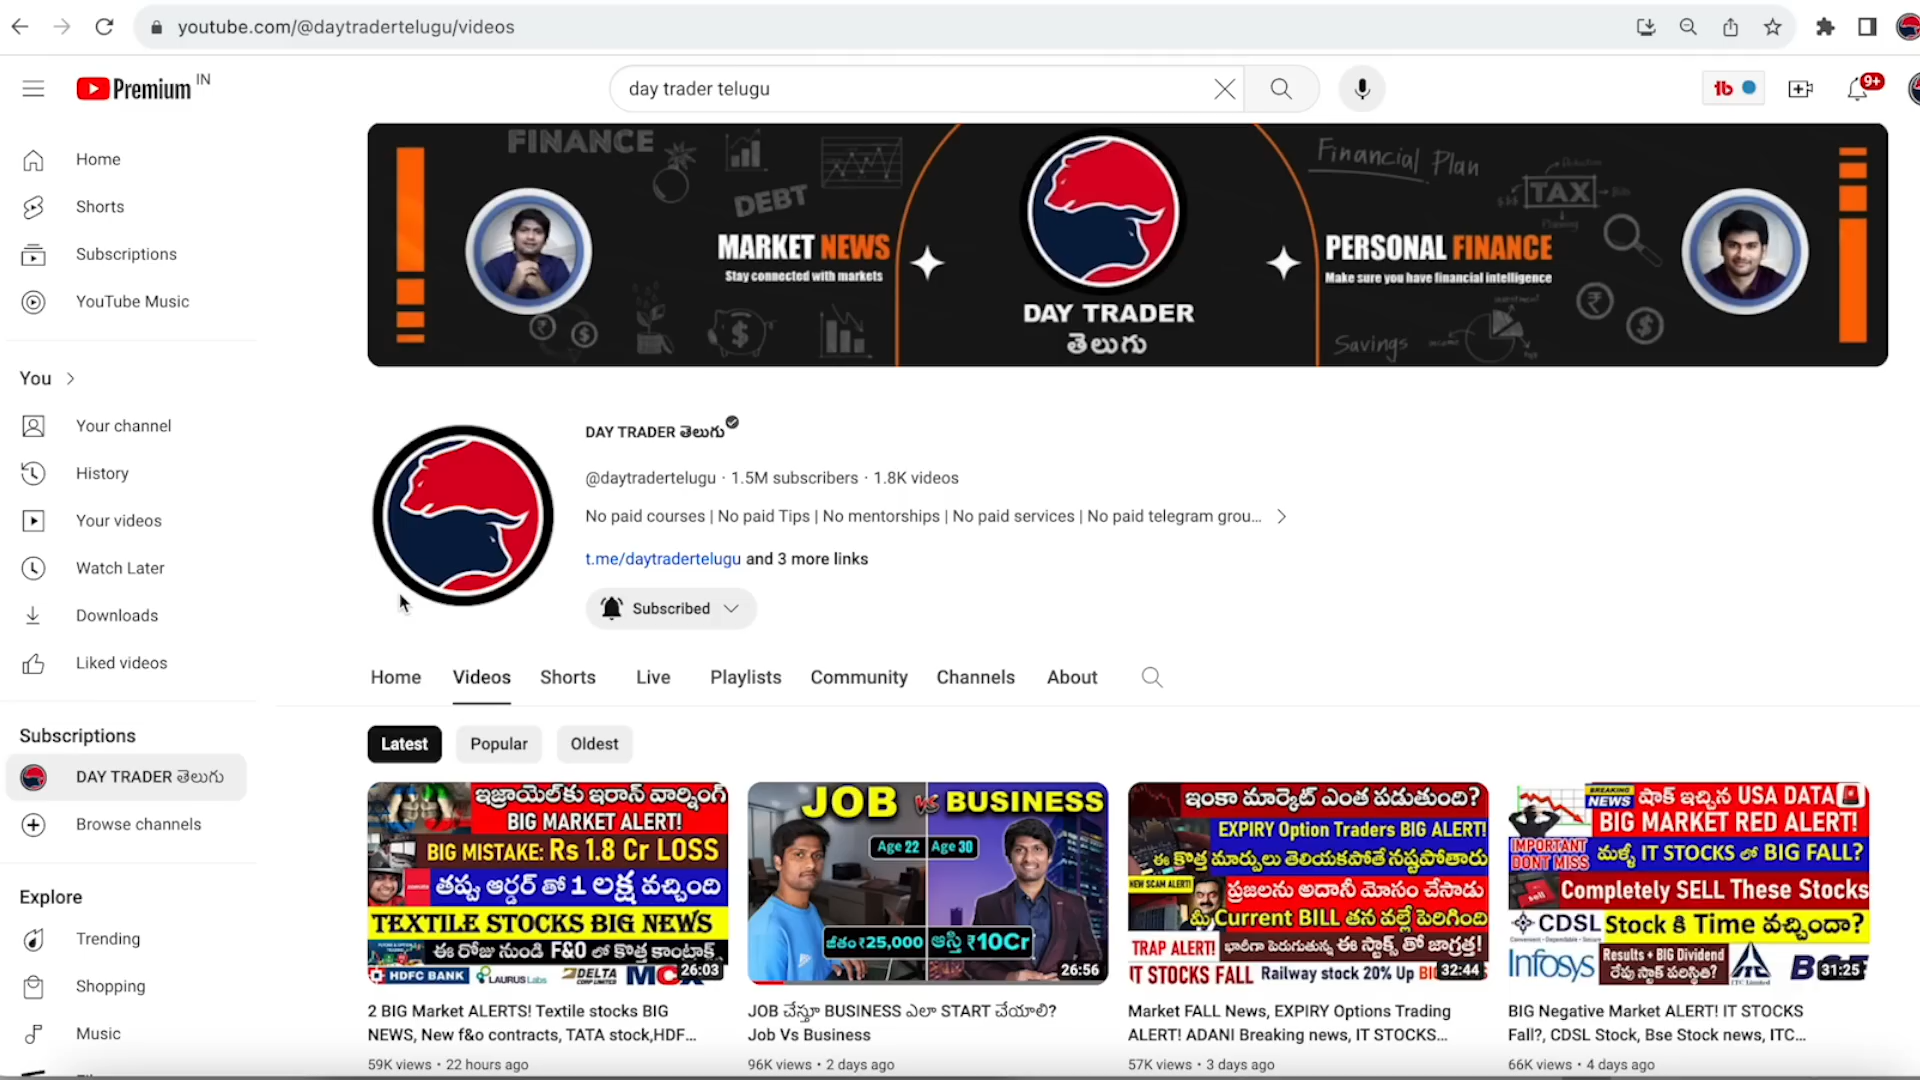 youtube.com/@daytradertelugu/videos
Premium IN
day trader telugu
9+
Home
Shorts
Subscriptions
YouTube Music
You
Your channel
History
Your videos
Watch Later
Downloads
Liked videos
Subscriptions
DAY TRADER తెలుగు
Browse channels
Explore
Trending
Shopping
Music
FINANCE
DEBT
MARKET NEWS
Stay connected with markets
DAY TRADER
తెలుగు
Financial Plan
TAX
PERSONAL FINANCE
Make sure you have financial intelligence
Savings
DAY TRADER తెలుగు
@daytradertelugu · 1.5M subscribers · 1.8K videos
No paid courses | No paid Tips | No mentorships | No paid services | No paid telegram grou...
t.me/daytradertelugu and 3 more links
Subscribed
Home Videos Shorts Live Playlists Community Channels About
Latest Popular Oldest
ఇజ్రాయెల్‌కు ఇరాన్ వార్నింగ్
BIG MARKET ALERT!
BIG MISTAKE: Rs 1.8 Cr LOSS
తప్పు ఆర్డర్ తో 1 లక్ష వచ్చింది
TEXTILE STOCKS BIG NEWS
ఈ రోజు నుండి F&O లో కొత్త కాంట్రాక్ట్
HDFC BANK LAURUS Labs DELTA CORP LIMITED
26:03
2 BIG Market ALERTS! Textile stocks BIG
NEWS, New f&o contracts, TATA stock,HDF...
59K views • 22 hours ago
JOB vs BUSINESS
Age 22 Age 30
జీతం ₹25,000 ఆస్తి ₹10Cr
26:56
JOB చేస్తూ BUSINESS ఎలా START చేయాలి?
Job Vs Business
96K views • 2 days ago
ఇంకా మార్కెట్ ఎంత పడుతుంది?
EXPIRY Option Traders BIG ALERT!
ఈ కొత్త మార్పులు తెలియకపోతే నష్టపోతారు
NEW SCAM ALERT!
ప్రజలను అదానీ మోసం చేసాడు
మీ Current BILL తన వల్లే పెరిగింది
TRAP ALERT! భారీగా పెరుగుతున్న ఈ స్టాక్స్ తో జాగ్రత్త!
IT STOCKS FALL Railway stock 20% Up
32:44
Market FALL News, EXPIRY Options Trading
ALERT! ADANI Breaking news, IT STOCKS...
57K views • 3 days ago
BREAKING NEWS షాక్ ఇచ్చిన USA DATA
BIG MARKET RED ALERT!
IMPORTANT DONT MISS మళ్ళీ IT STOCKS లో BIG FALL?
Completely SELL These Stocks
CDSL Stock కి Time వచ్చిందా?
Infosys Results + BIG Dividend
రేపు స్టాక్ పరిస్థితి?
ITC Limited
31:25
BIG Negative Market ALERT! IT STOCKS
Fall?, CDSL Stock, Bse Stock news, ITC...
66K views • 4 days ago